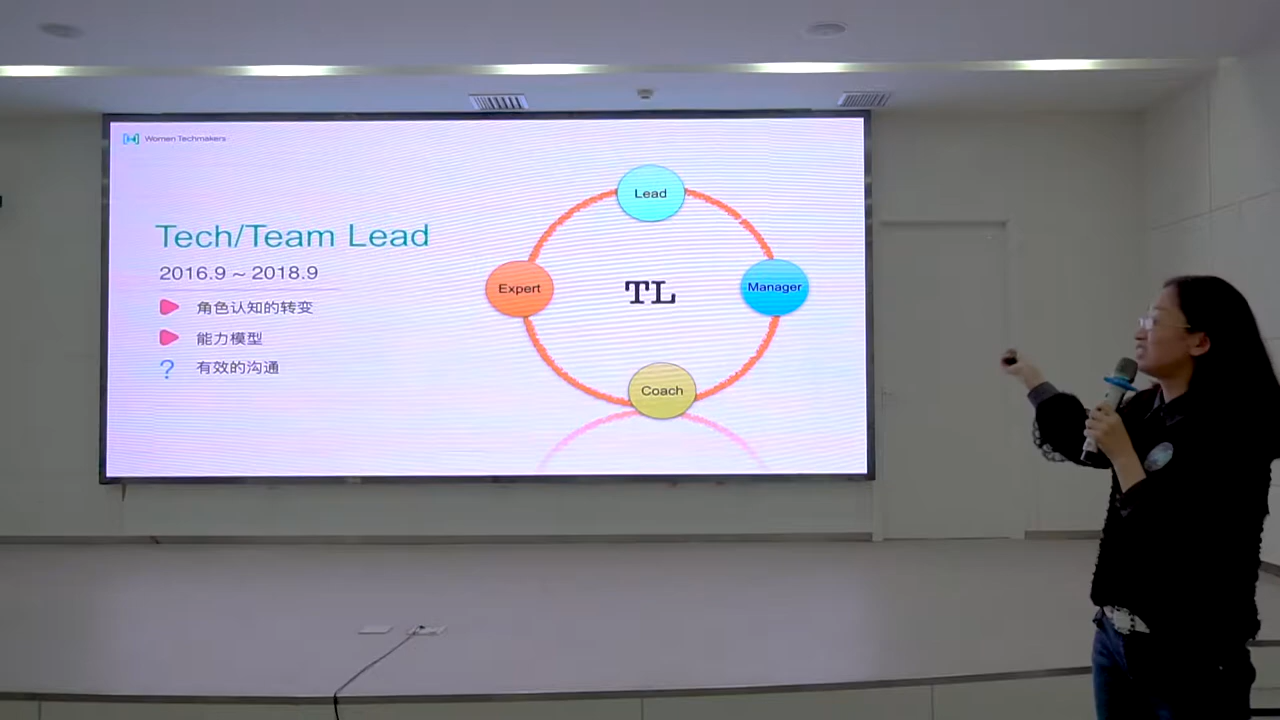 Women Techmakers
Tech/Team Lead
2016.9 ~ 2018.9
角色认知的转变
能力模型
? 有效的沟通
Lead
Expert
TL
Manager
Coach